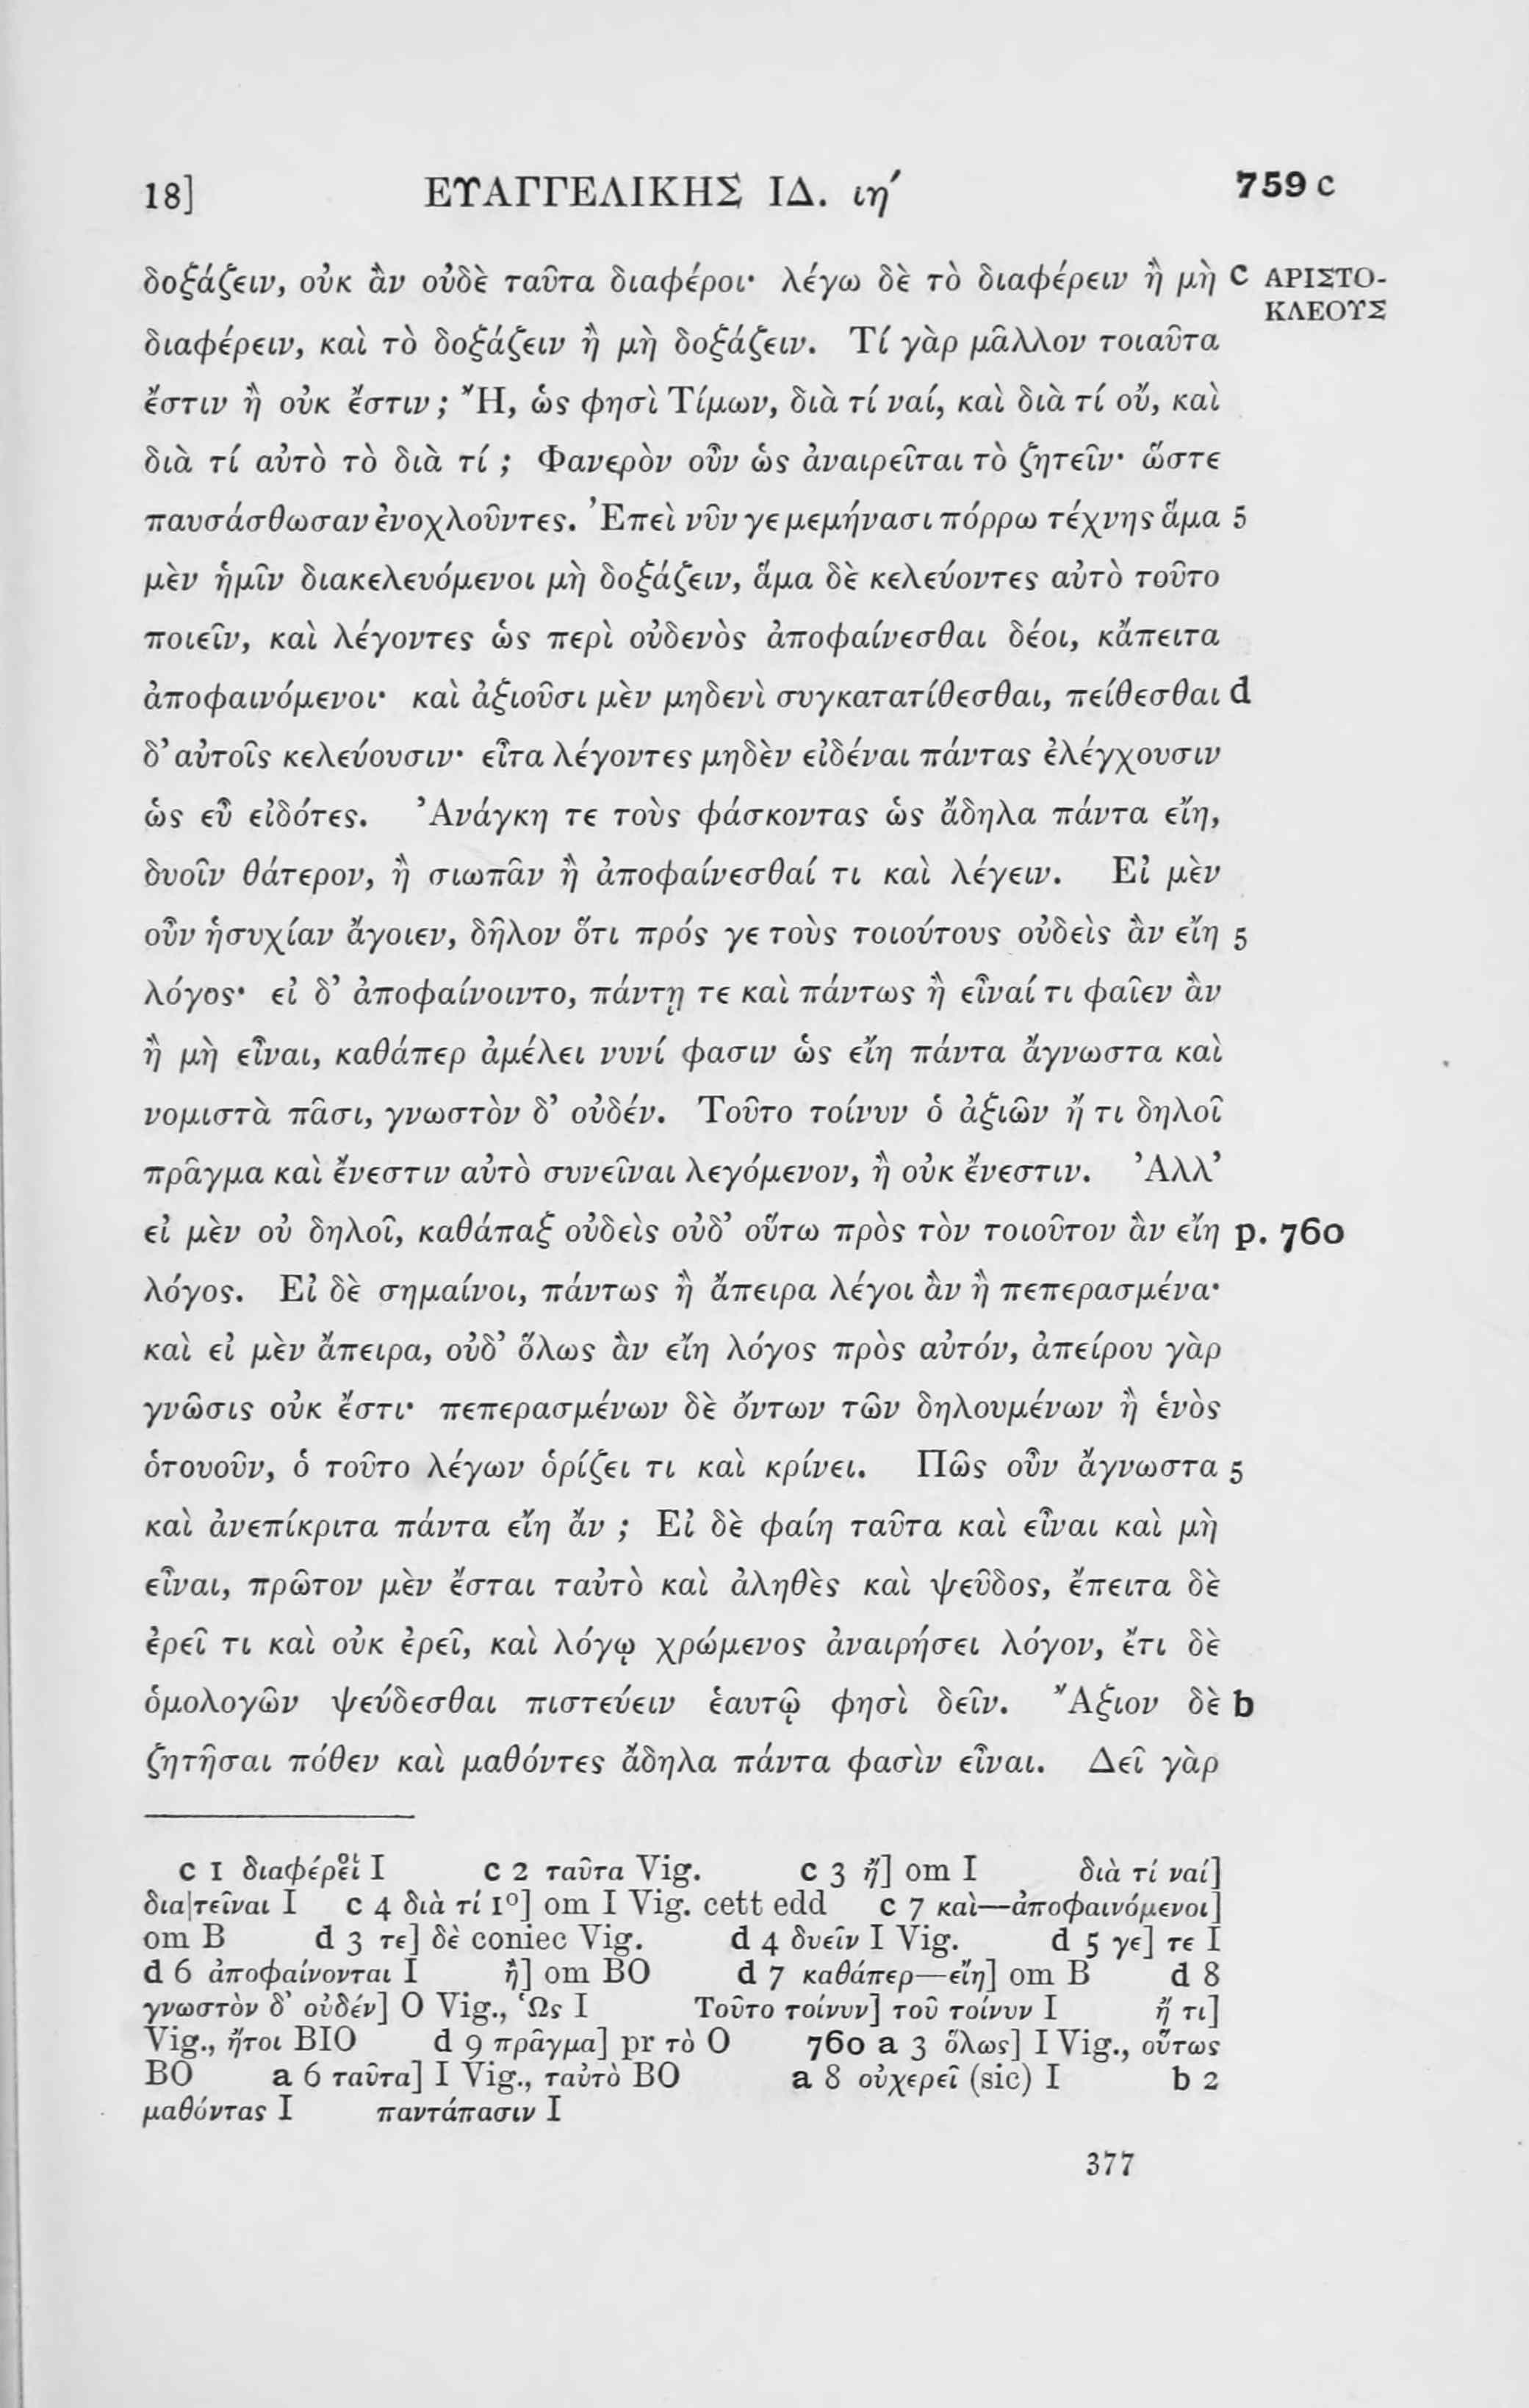 18] ΕΥΑΓΓΕΛΙΚΗΣ ΙΔ. ιη′ 759 c
δοξάζειν, οὐκ ἂν οὐδὲ ταῦτα διαφέροι· λέγω δὲ τὸ διαφέρειν ἢ μὴ c ΑΡΙΣΤΟ-
ΚΛΕΟΥΣ
διαφέρειν, καὶ τὸ δοξάζειν ἢ μὴ δοξάζειν. Τί γὰρ μᾶλλον τοιαῦτα
ἔστιν ἢ οὐκ ἔστιν; Ἤ, ὥς φησὶ Τίμων, διὰ τί ναί, καὶ διὰ τί οὔ, καὶ
διὰ τί αὐτὸ τὸ διὰ τί; Φανερὸν οὖν ὡς ἀναιρεῖται τὸ ζητεῖν· ὥστε
παυσάσθωσαν ἐνοχλοῦντες. Ἐπεὶ νῦν γε μεμήνασι πόρρω τέχνης ἅμα 5
μὲν ἡμῖν διακελευόμενοι μὴ δοξάζειν, ἅμα δὲ κελεύοντες αὐτὸ τοῦτο
ποιεῖν, καὶ λέγοντες ὡς περὶ οὐδενὸς ἀποφαίνεσθαι δέοι, κἄπειτα
ἀποφαινόμενοι· καὶ ἀξιοῦσι μὲν μηδενὶ συγκατατίθεσθαι, πείθεσθαι d
δ’ αὐτοῖς κελεύουσιν· εἶτα λέγοντες μηδὲν εἰδέναι πάντας ἐλέγχουσιν
ὡς εὖ εἰδότες. Ἀνάγκη τε τοὺς φάσκοντας ὡς ἄδηλα πάντα εἴη,
δυοῖν θάτερον, ἢ σιωπᾶν ἢ ἀποφαίνεσθαί τι καὶ λέγειν. Εἰ μὲν
οὖν ἡσυχίαν ἄγοιεν, δῆλον ὅτι πρός γε τοὺς τοιούτους οὐδεὶς ἂν εἴη 5
λόγος· εἰ δ’ ἀποφαίνοιντο, πάντῃ τε καὶ πάντως ἢ εἶναί τι φαῖεν ἂν
ἢ μὴ εἶναι, καθάπερ ἀμέλει νυνί φασιν ὡς εἴη πάντα ἄγνωστα καὶ
νομιστὰ πᾶσι, γνωστὸν δ’ οὐδέν. Τοῦτο τοίνυν ὁ ἀξιῶν ἤ τι δηλοῖ
πρᾶγμα καὶ ἔνεστιν αὐτὸ συνεῖναι λεγόμενον, ἢ οὐκ ἔνεστιν. Ἀλλ’
εἰ μὲν οὐ δηλοῖ, καθάπαξ οὐδεὶς οὐδ’ οὕτω πρὸς τὸν τοιοῦτον ἂν εἴη p. 760
λόγος. Εἰ δὲ σημαίνοι, πάντως ἢ ἄπειρα λέγοι ἂν ἢ πεπερασμένα·
καὶ εἰ μὲν ἄπειρα, οὐδ’ ὅλως ἂν εἴη λόγος πρὸς αὐτόν, ἀπείρου γὰρ
γνῶσις οὐκ ἔστι· πεπερασμένων δὲ ὄντων τῶν δηλουμένων ἢ ἑνὸς
ὁτουοῦν, ὁ τοῦτο λέγων ὁρίζει τι καὶ κρίνει. Πῶς οὖν ἄγνωστα 5
καὶ ἀνεπίκριτα πάντα εἴη ἄν; Εἰ δὲ φαίη ταῦτα καὶ εἶναι καὶ μὴ
εἶναι, πρῶτον μὲν ἔσται ταὐτὸ καὶ ἀληθὲς καὶ ψεῦδος, ἔπειτα δὲ
ἐρεῖ τι καὶ οὐκ ἐρεῖ, καὶ λόγῳ χρώμενος ἀναιρήσει λόγον, ἔτι δὲ
ὁμολογῶν ψεύδεσθαι πιστεύειν ἑαυτῷ φησὶ δεῖν. Ἄξιον δὲ b
ζητῆσαι πόθεν καὶ μαθόντες ἄδηλα πάντα φασὶν εἶναι. Δεῖ γὰρ
c 1 διαφέρεῖ I c 2 ταῦτα Vig. c 3 ἤ] om I διὰ τί ναί]
δια|τεῖναι I c 4 διὰ τί 1º] om I Vig. cett edd c 7 καὶ—ἀποφαινόμενοι]
om B d 3 τε] δὲ coniec Vig. d 4 δυεῖν I Vig. d 5 γε] τε I
d 6 ἀποφαίνονται I ἢ] om BO d 7 καθάπερ—εἴη] om B d 8
γνωστὸν δ’ οὐδέν] O Vig., Ὡς I Τοῦτο τοίνυν] τοῦ τοίνυν I ἤ τι]
Vig., ἤτοι BIO d 9 πρᾶγμα] pr τὸ O 760 a 3 ὅλως] I Vig., οὕτως
BO a 6 ταῦτα] I Vig., ταὐτὸ BO a 8 οὐχερεῖ (sic) I b 2
μαθόντας I παντάπασιν I
377